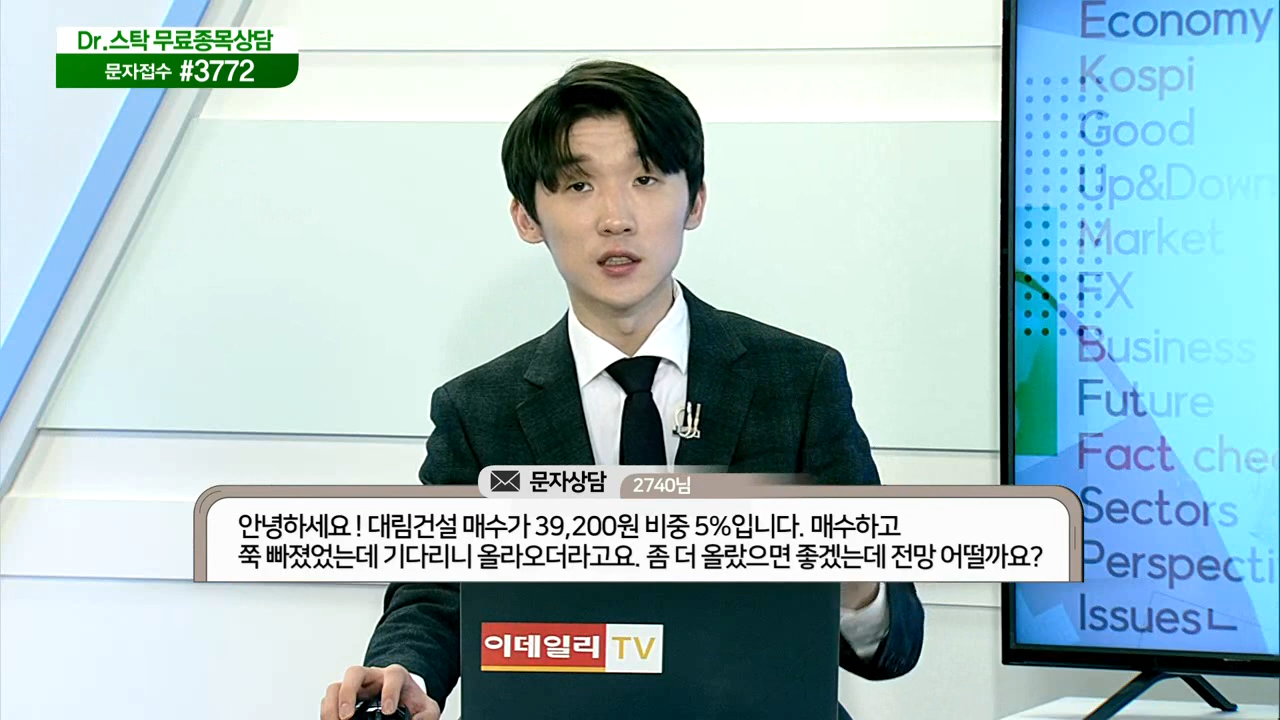 Dr.스탁 무료종목상담
문자접수 #3772
Economy
Kospi
Good
Up&Down
Market
FX
Business
Future
Fact chec
Sectors
Perspecti
Issues
문자상담 2740님
안녕하세요! 대림건설 매수가 39,200원 비중 5%입니다. 매수하고
쭉 빠졌었는데 기다리니 올라오더라고요. 좀 더 올랐으면 좋겠는데 전망 어떨까요?
이데일리 TV